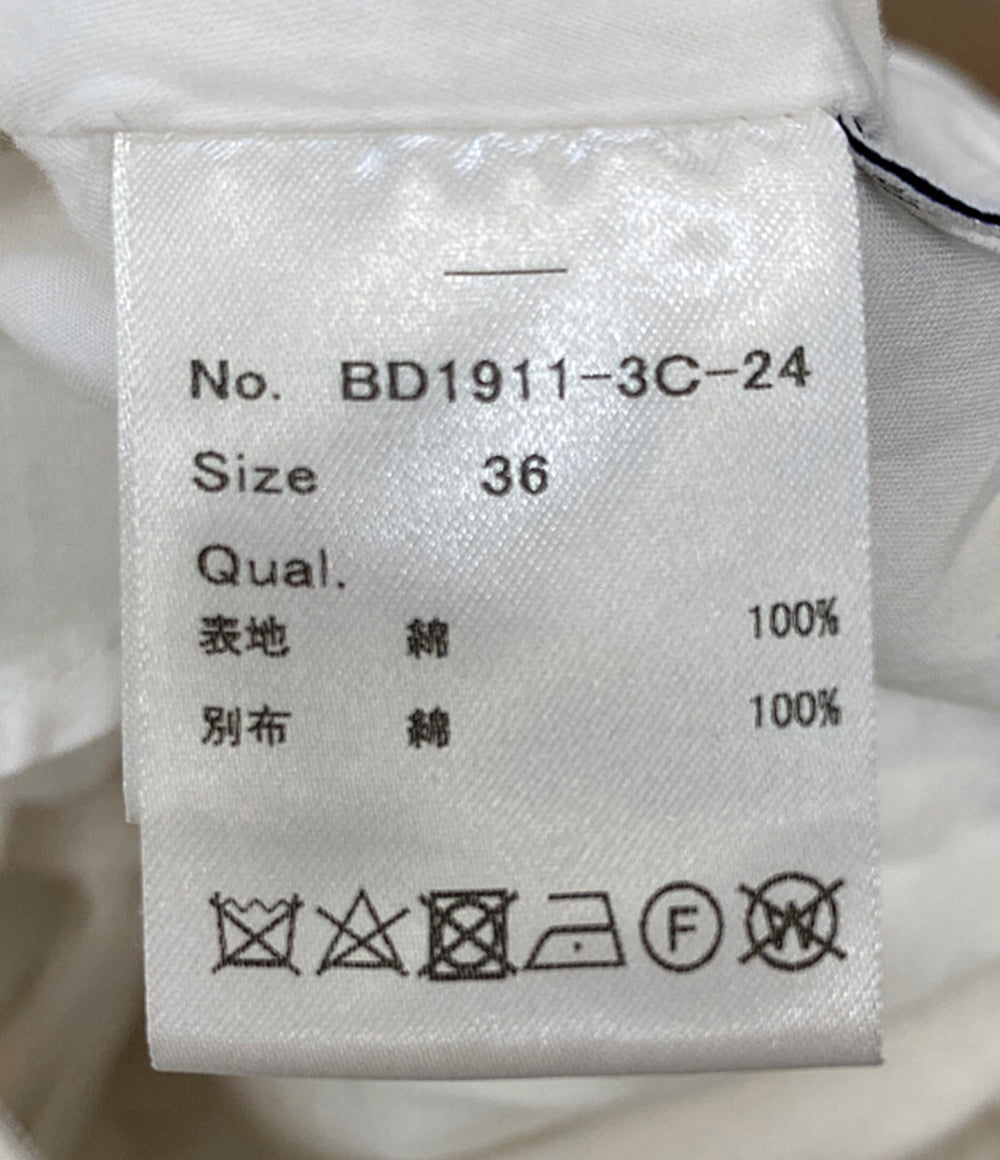 No. BD1911-3C-24
Size 36
Qual.
表地 綿 100%
別布 綿 100%
F W